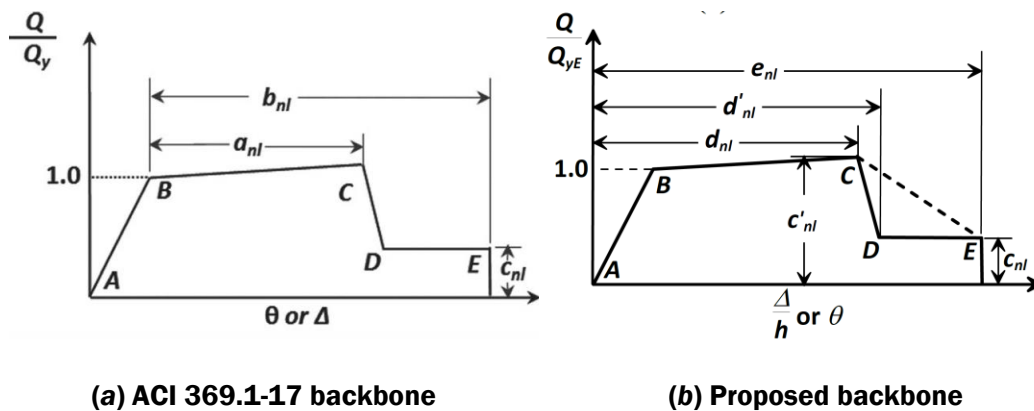 Q
Q_y
b_nl
a_nl
1.0
B
C
A
D
E
c_nl
θ or Δ
(a) ACI 369.1-17 backbone
Q
Q_yE
e_nl
d'_nl
d_nl
1.0
B
C
c'_nl
A
D
E
c_nl
Δ
h or θ
(b) Proposed backbone